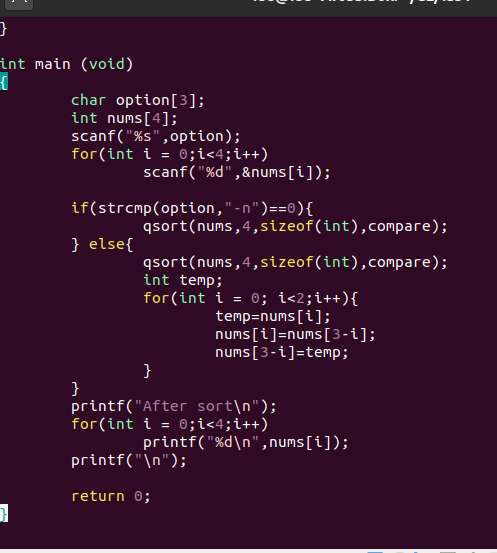 }

int main (void)
{
        char option[3];
        int nums[4];
        scanf("%s",option);
        for(int i = 0;i<4;i++)
                scanf("%d",&nums[i]);

        if(strcmp(option,"-n")==0){
                qsort(nums,4,sizeof(int),compare);
        } else{
                qsort(nums,4,sizeof(int),compare);
                int temp;
                for(int i = 0; i<2;i++){
                        temp=nums[i];
                        nums[i]=nums[3-i];
                        nums[3-i]=temp;
                }
        }
        printf("After sort\n");
        for(int i = 0;i<4;i++)
                printf("%d\n",nums[i]);
        printf("\n");

        return 0;
}